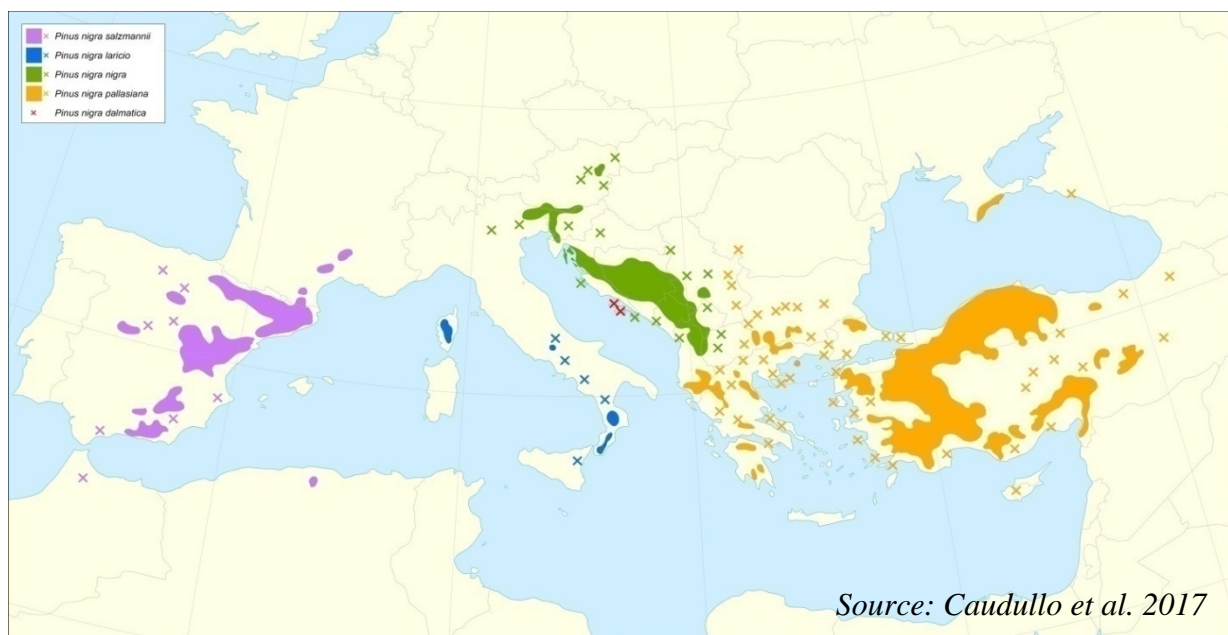 Pinus nigra salzmannii
Pinus nigra laricio
Pinus nigra nigra
Pinus nigra pallasiana
Pinus nigra dalmatica
Source: Caudullo et al. 2017